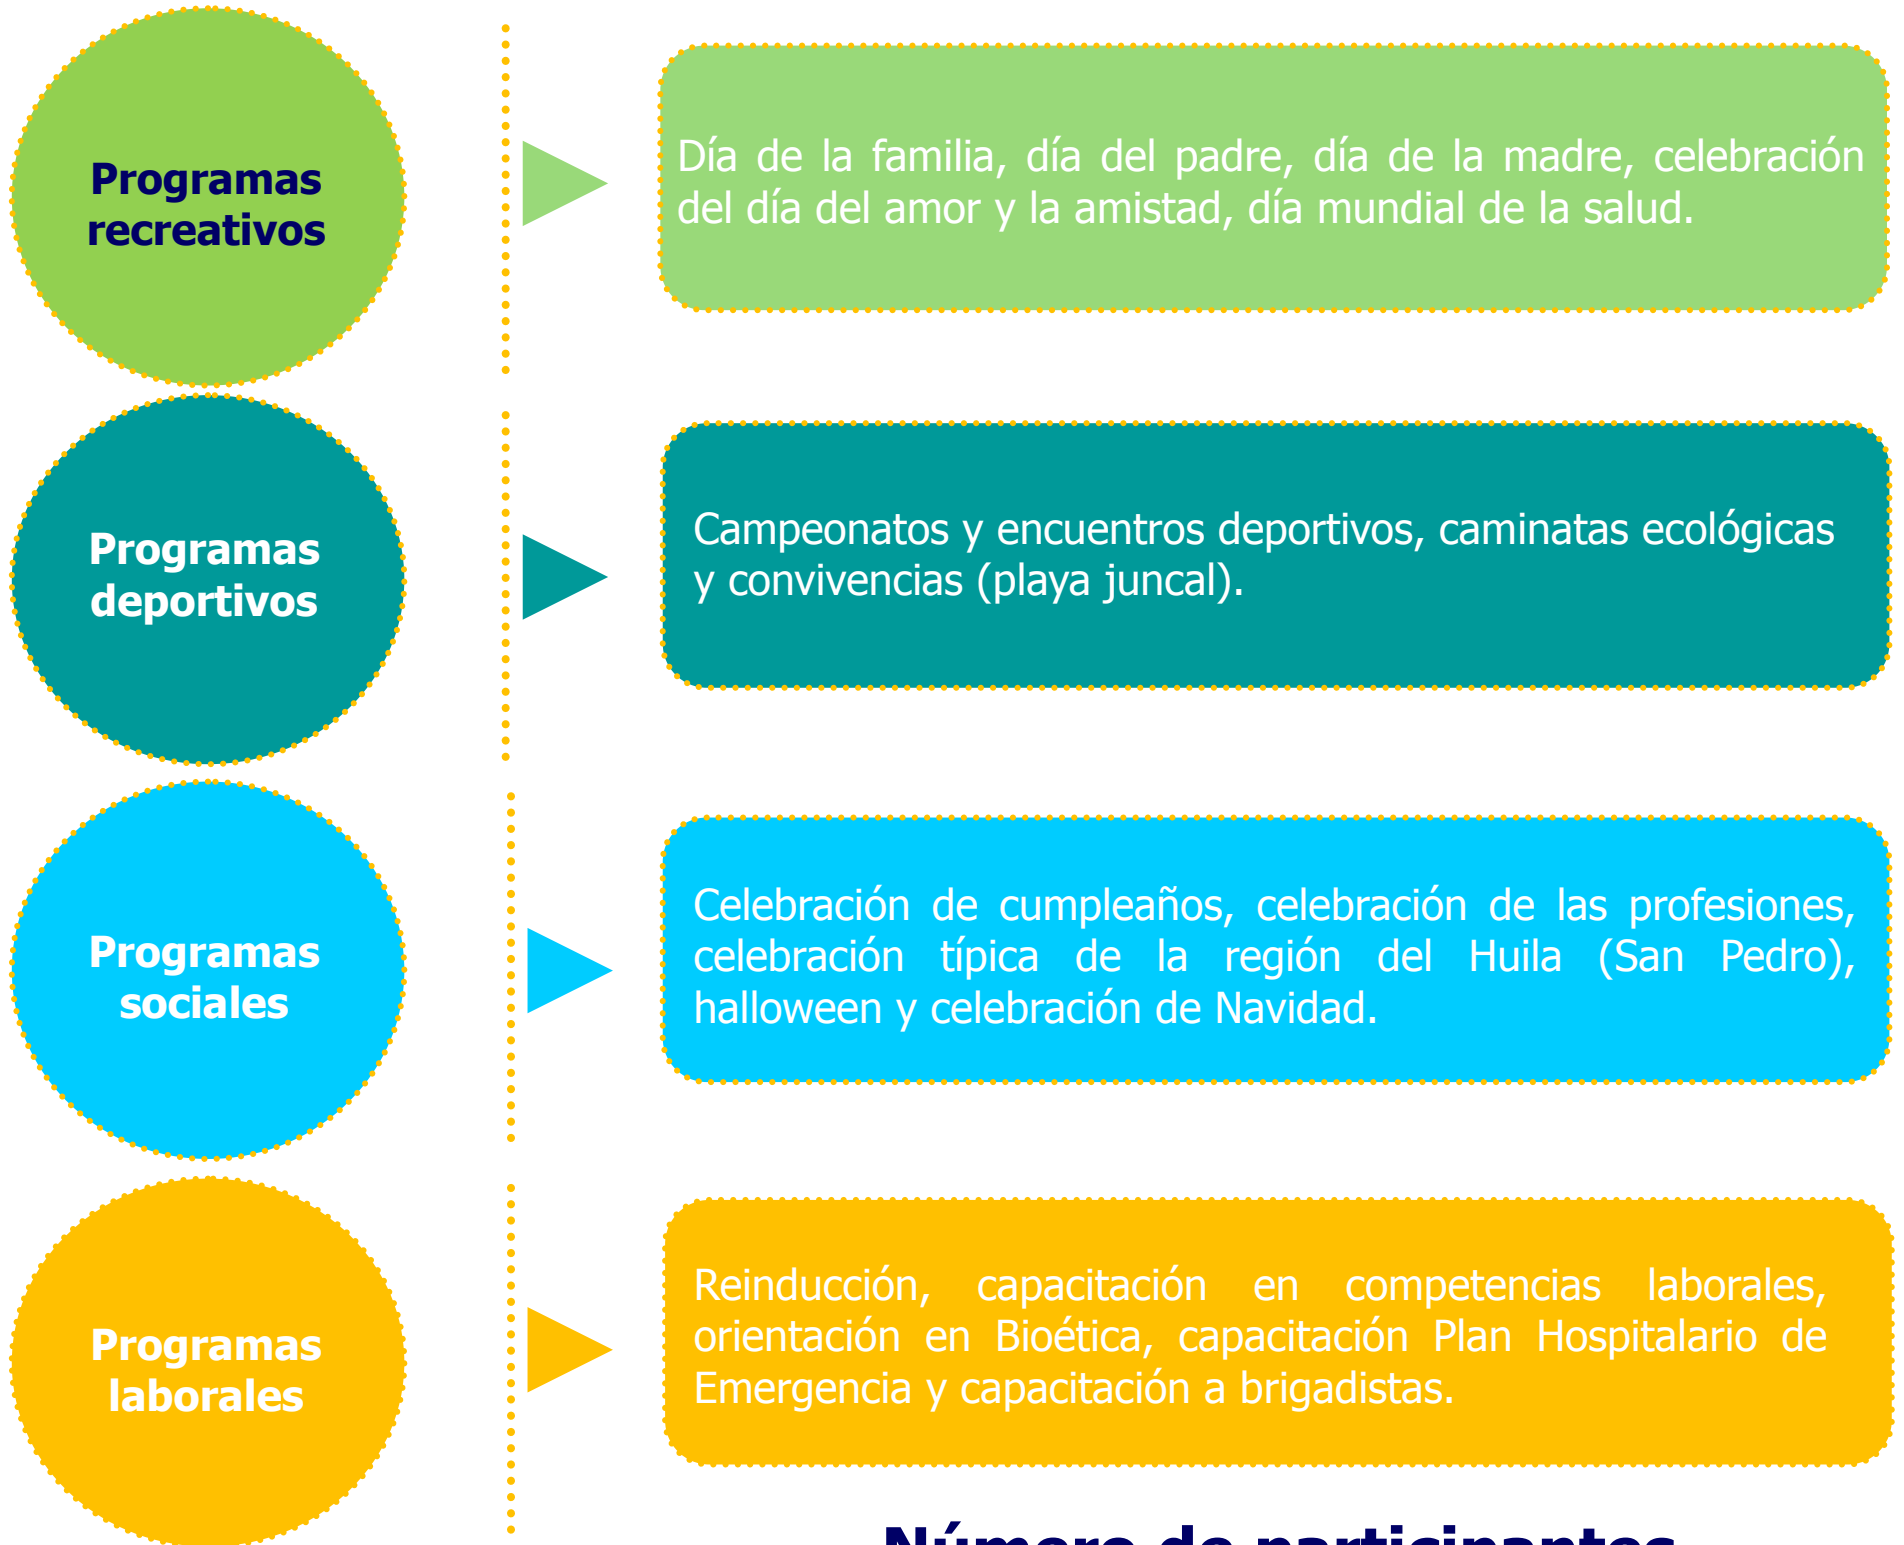 Programas
recreativos
Día de la familia, día del padre, día de la madre, celebración
del día del amor y la amistad, día mundial de la salud.
Programas
deportivos
Campeonatos y encuentros deportivos, caminatas ecológicas
y convivencias (playa juncal).
Programas
sociales
Celebración de cumpleaños, celebración de las profesiones,
celebración típica de la región del Huila (San Pedro),
halloween y celebración de Navidad.
Programas
laborales
Reinducción, capacitación en competencias laborales,
orientación en Bioética, capacitación Plan Hospitalario de
Emergencia y capacitación a brigadistas.
Número de participantes